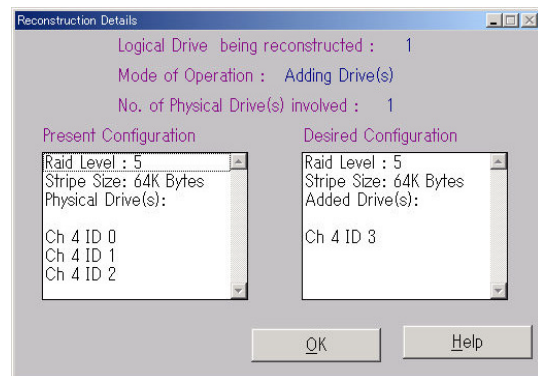 Reconstruction Details
Logical Drive being reconstructed : 1
Mode of Operation : Adding Drive(s)
No. of Physical Drive(s) involved : 1
Present Configuration
Raid Level : 5
Stripe Size: 64K Bytes
Physical Drive(s):
Ch 4 ID 0
Ch 4 ID 1
Ch 4 ID 2
Desired Configuration
Raid Level : 5
Stripe Size: 64K Bytes
Added Drive(s):
Ch 4 ID 3
OK
Help